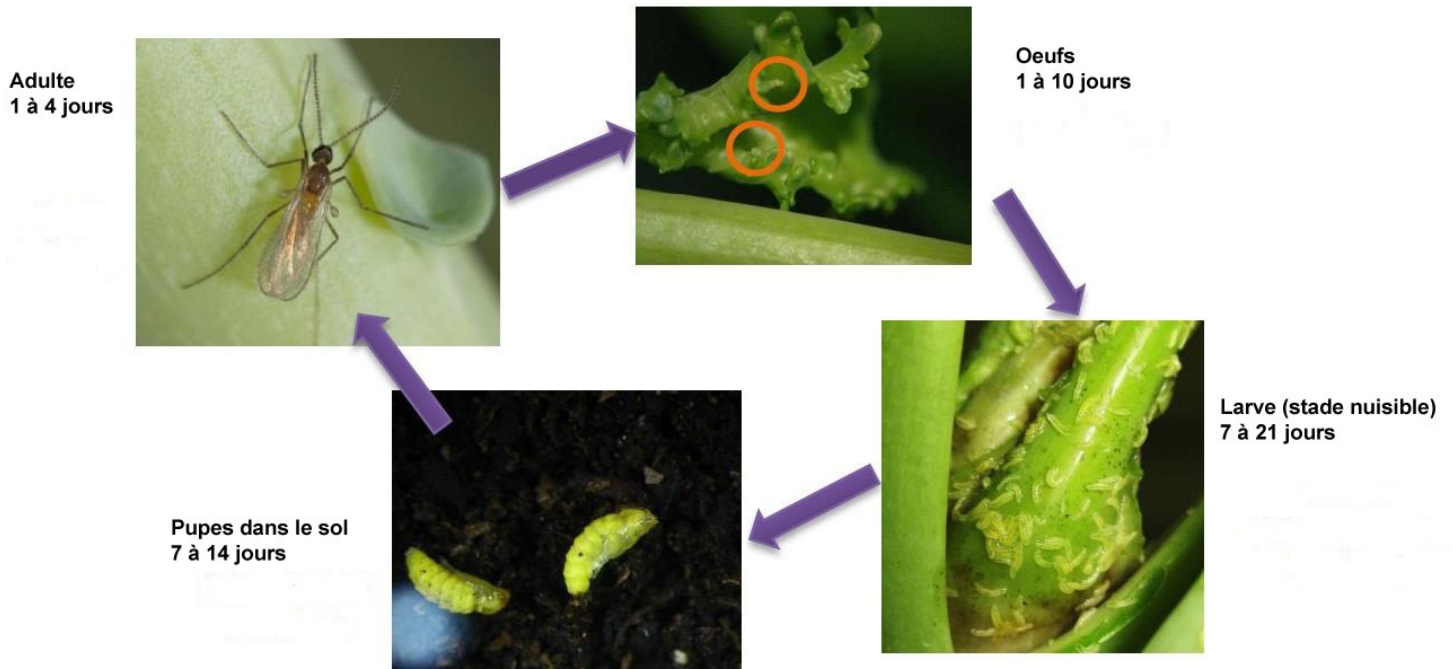 Adulte
1 à 4 jours
Oeufs
1 à 10 jours
Larve (stade nuisible)
7 à 21 jours
Pupes dans le sol
7 à 14 jours